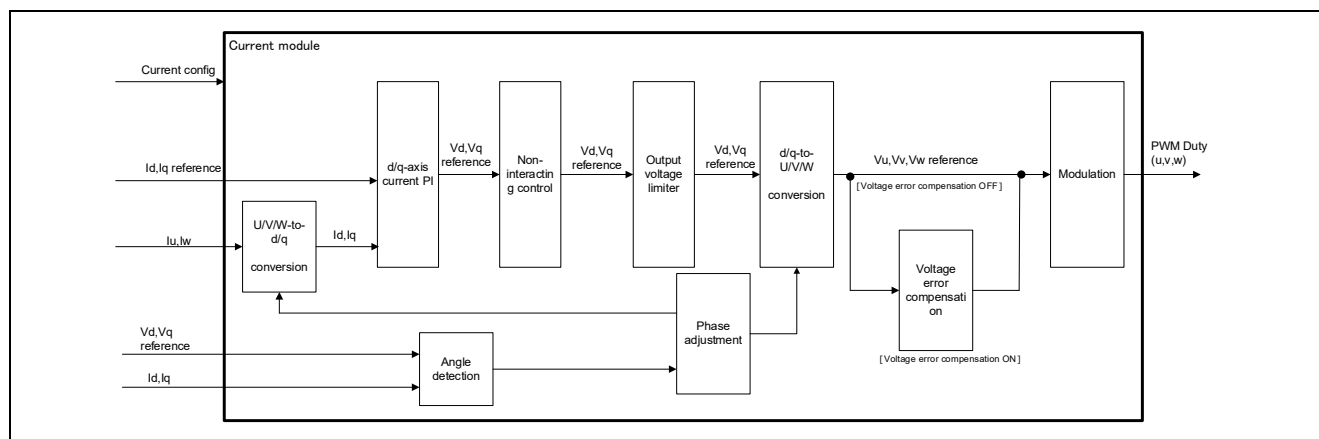 Current module
Current config
Id,Iq reference
Iu,Iw
Vd,Vq
reference
Id,Iq
U/V/W-to-
d/q
conversion
Id,Iq
d/q-axis
current PI
Vd,Vq
reference
Non-
interactin
g control
Vd,Vq
reference
Output
voltage
limiter
Vd,Vq
reference
d/q-to-
U/V/W
conversion
Vu,Vv,Vw reference
[ Voltage error compensation OFF]
Voltage
error
compensati
on
[ Voltage error compensation ON]
Modulation
PWM Duty
(u,v,w)
Angle
detection
Phase
adjustment